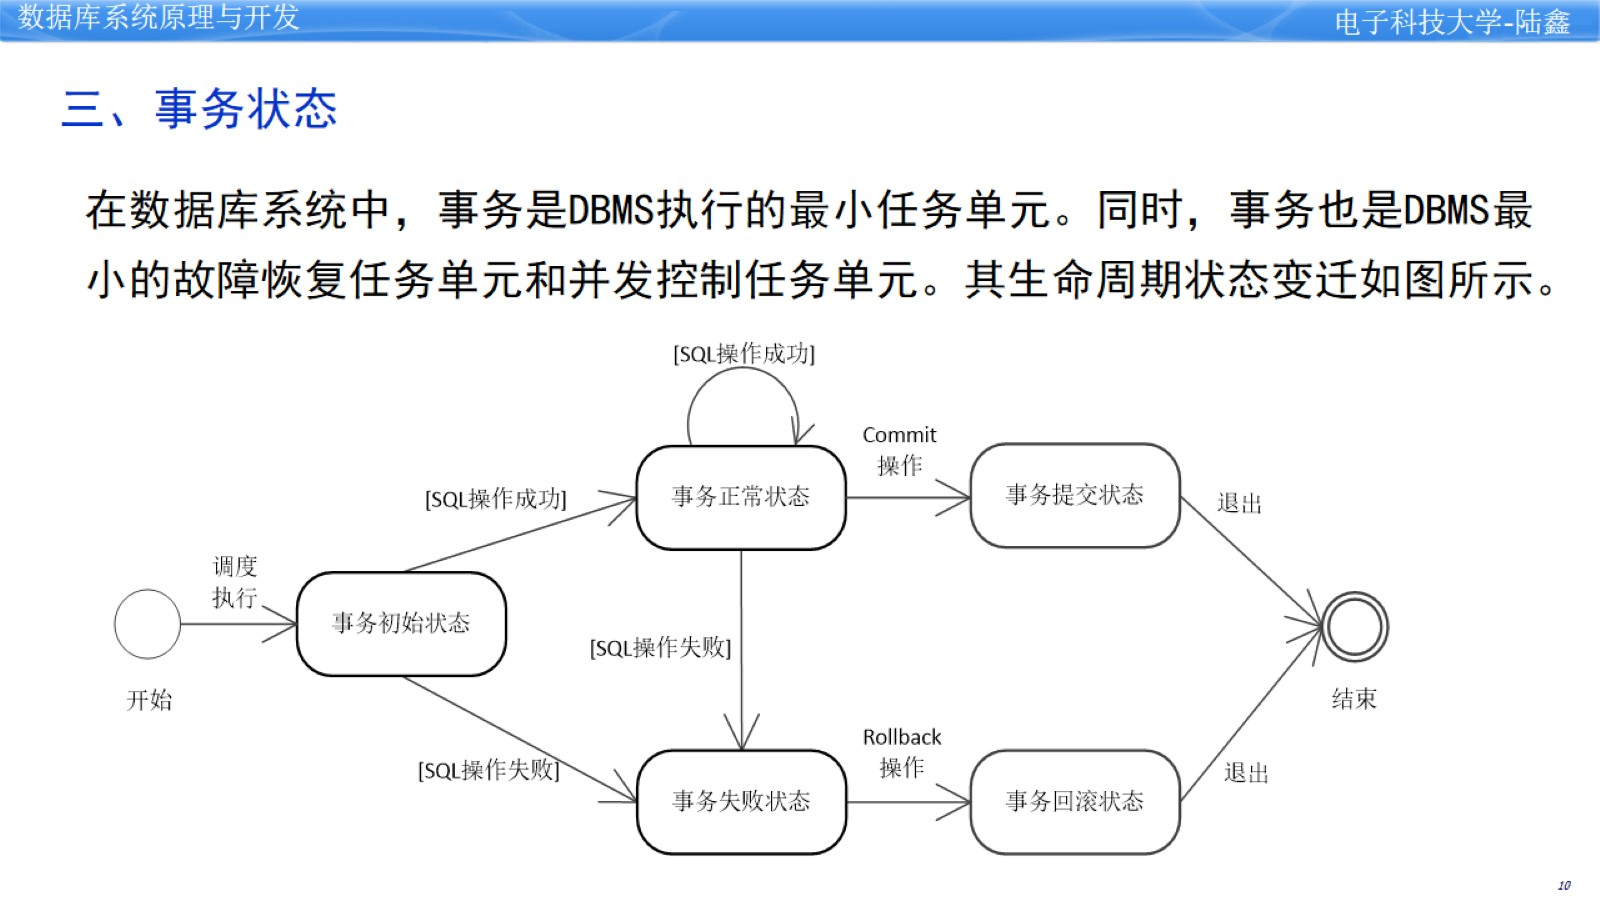 数据库系统原理与开发
电子科技大学-陆鑫
三、事务状态
在数据库系统中，事务是DBMS执行的最小任务单元。同时，事务也是DBMS最
小的故障恢复任务单元和并发控制任务单元。其生命周期状态变迁如图所示。
[SQL操作成功]
Commit
操作
[SQL操作成功]
事务正常状态
事务提交状态
退出
调度
执行
事务初始状态
[SQL操作失败]
开始
结束
Rollback
操作
[SQL操作失败]
退出
事务失败状态
事务回滚状态
10